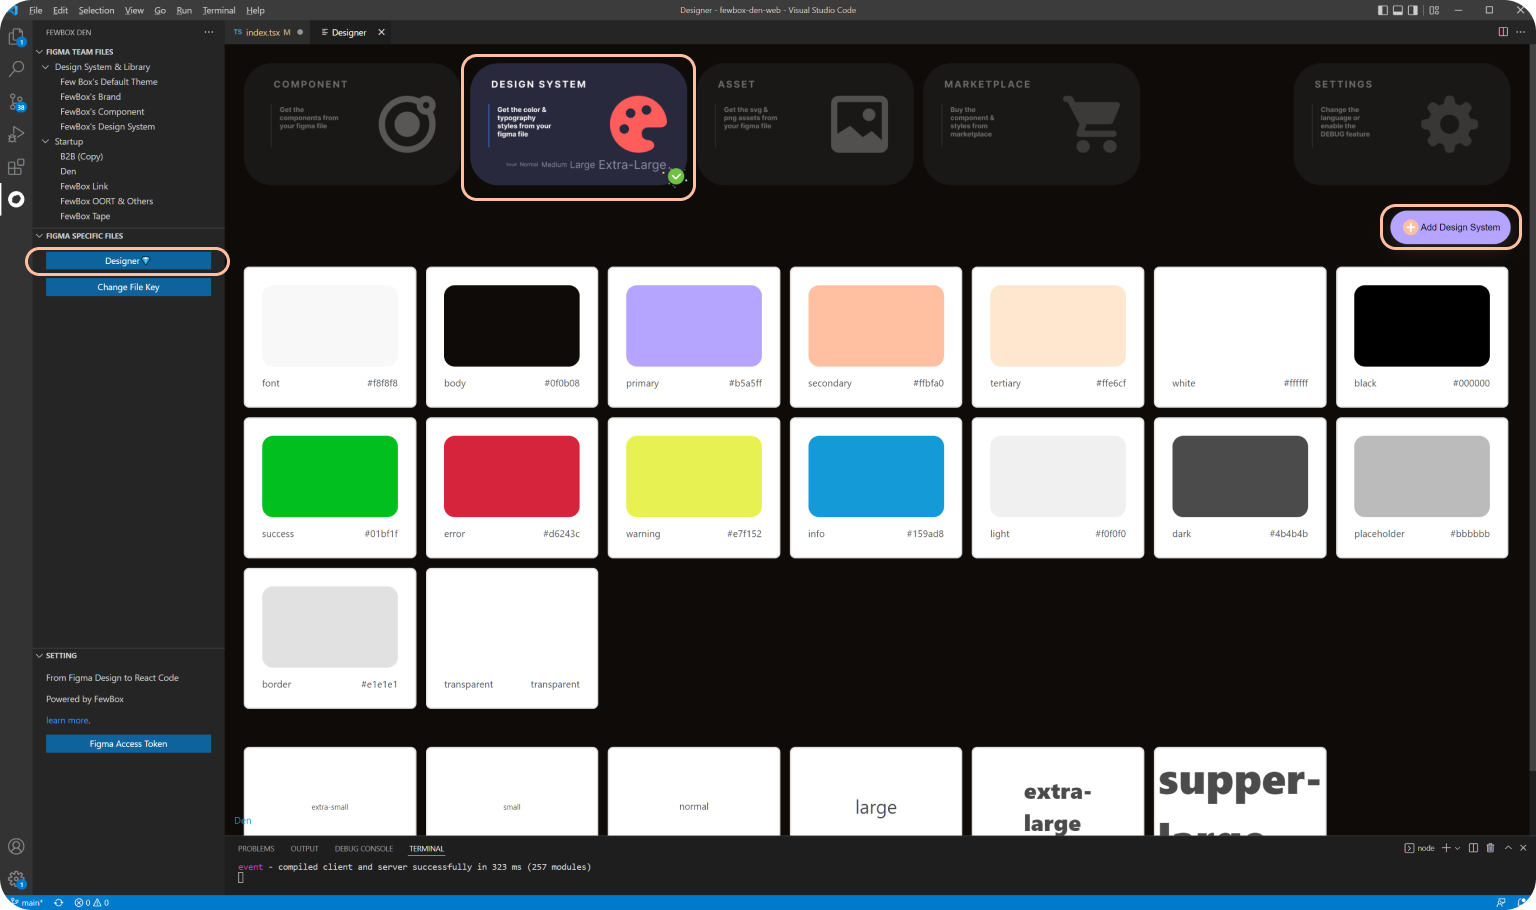 File Edit Selection View Go Run Terminal Help
Designer - fewbox-den-web - Visual Studio Code
FEWBOX DEN
FIGMA TEAM FILES
Design System & Library
Few Box's Default Theme
FewBox's Brand
FewBox's Component
FewBox's Design System
Startup
B2B (Copy)
Den
FewBox Link
FewBox OORT & Others
FewBox Tape
FIGMA SPECIFIC FILES
Designer
Change File Key
SETTING
From Figma Design to React Code
Powered by FewBox
learn more.
Figma Access Token
1
38
1
TS index.tsx M
Designer
COMPONENT
Get the
components from
your figma file
DESIGN SYSTEM
Get the color &
typography
styles from your
figma file
Small Normal Medium Large Extra-Large
ASSET
Get the svg &
png assets from
your figma file
MARKETPLACE
Buy the
component &
styles from
marketplace
SETTINGS
Change the
language or
enable the
DEBUG feature
Add Design System
font #f8f8f8
body #0f0b08
primary #b5a5ff
secondary #ffbfa0
tertiary #ffe6cf
white #ffffff
black #000000
success #01bf1f
error #d6243c
warning #e7f152
info #159ad8
light #f0f0f0
dark #4b4b4b
placeholder #bbbbbb
border #e1e1e1
transparent transparent
extra-small
small
normal
large
extra-
large
supper-
large
Den
PROBLEMS OUTPUT DEBUG CONSOLE TERMINAL
node
event - compiled client and server successfully in 323 ms (257 modules)
main* 0 0